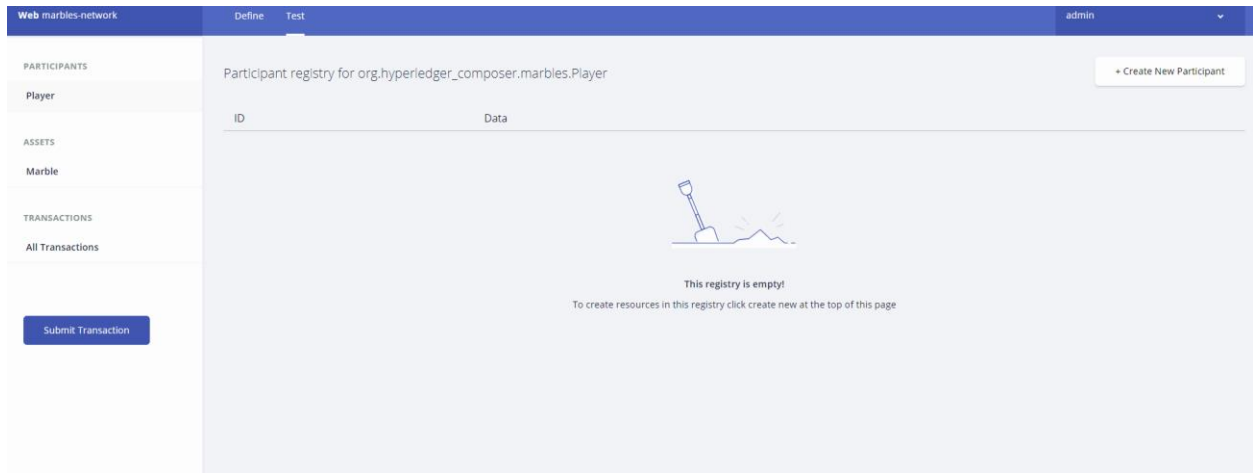 Web marbles-network
Define Test
admin
PARTICIPANTS
Player
ASSETS
Marble
TRANSACTIONS
All Transactions
Submit Transaction
Participant registry for org.hyperledger_composer.marbles.Player
+ Create New Participant
ID Data
This registry is empty!
To create resources in this registry click create new at the top of this page